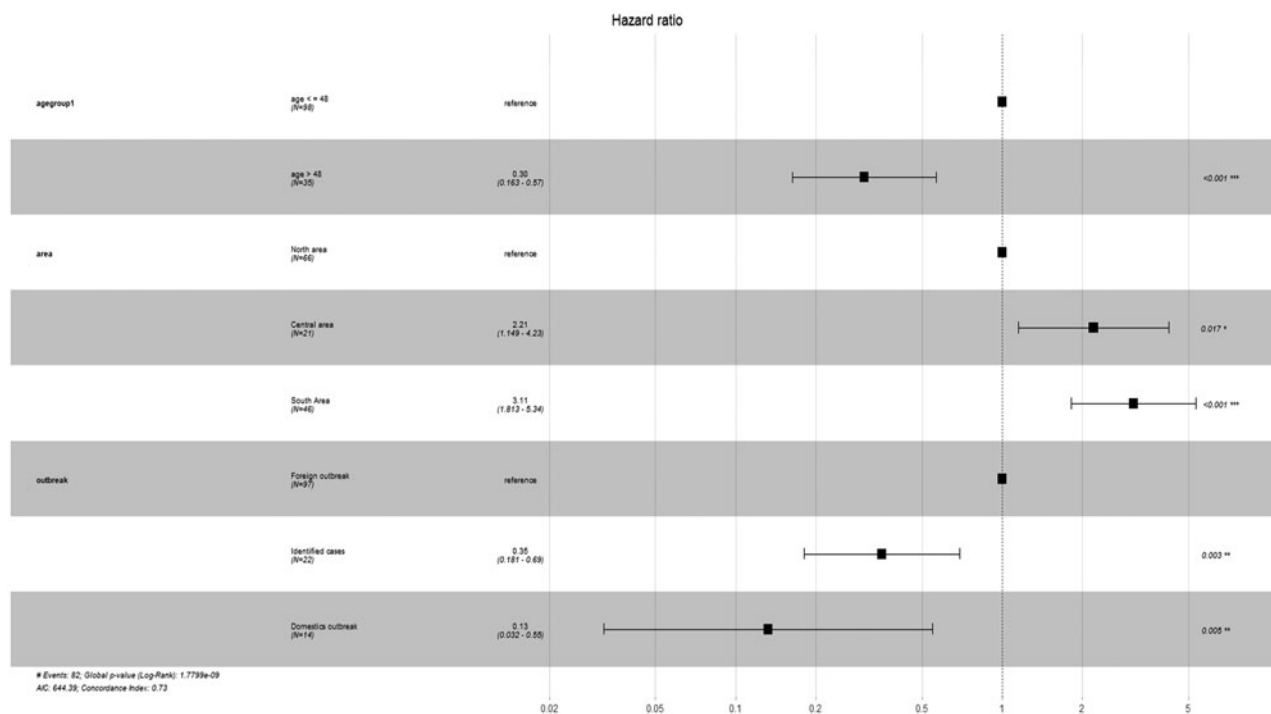 Hazard ratio
agegroup1
age < = 48
(N=98)
reference
age > 48
(N=35)
0.30
(0.163 - 0.57)
<0.001 ***
area
North area
(N=66)
reference
Central area
(N=21)
2.21
(1.149 - 4.23)
0.017 *
South Area
(N=46)
3.11
(1.813 - 5.34)
<0.001 ***
outbreak
Foreign outbreak
(N=97)
reference
Identified cases
(N=22)
0.35
(0.181 - 0.69)
0.003 **
Domestics outbreak
(N=14)
0.13
(0.032 - 0.55)
0.005 **
# Events: 82; Global p-value (Log-Rank): 1.7799e-09
AIC: 644.39; Concordance Index: 0.73
0.02 0.05 0.1 0.2 0.5 1 2 5